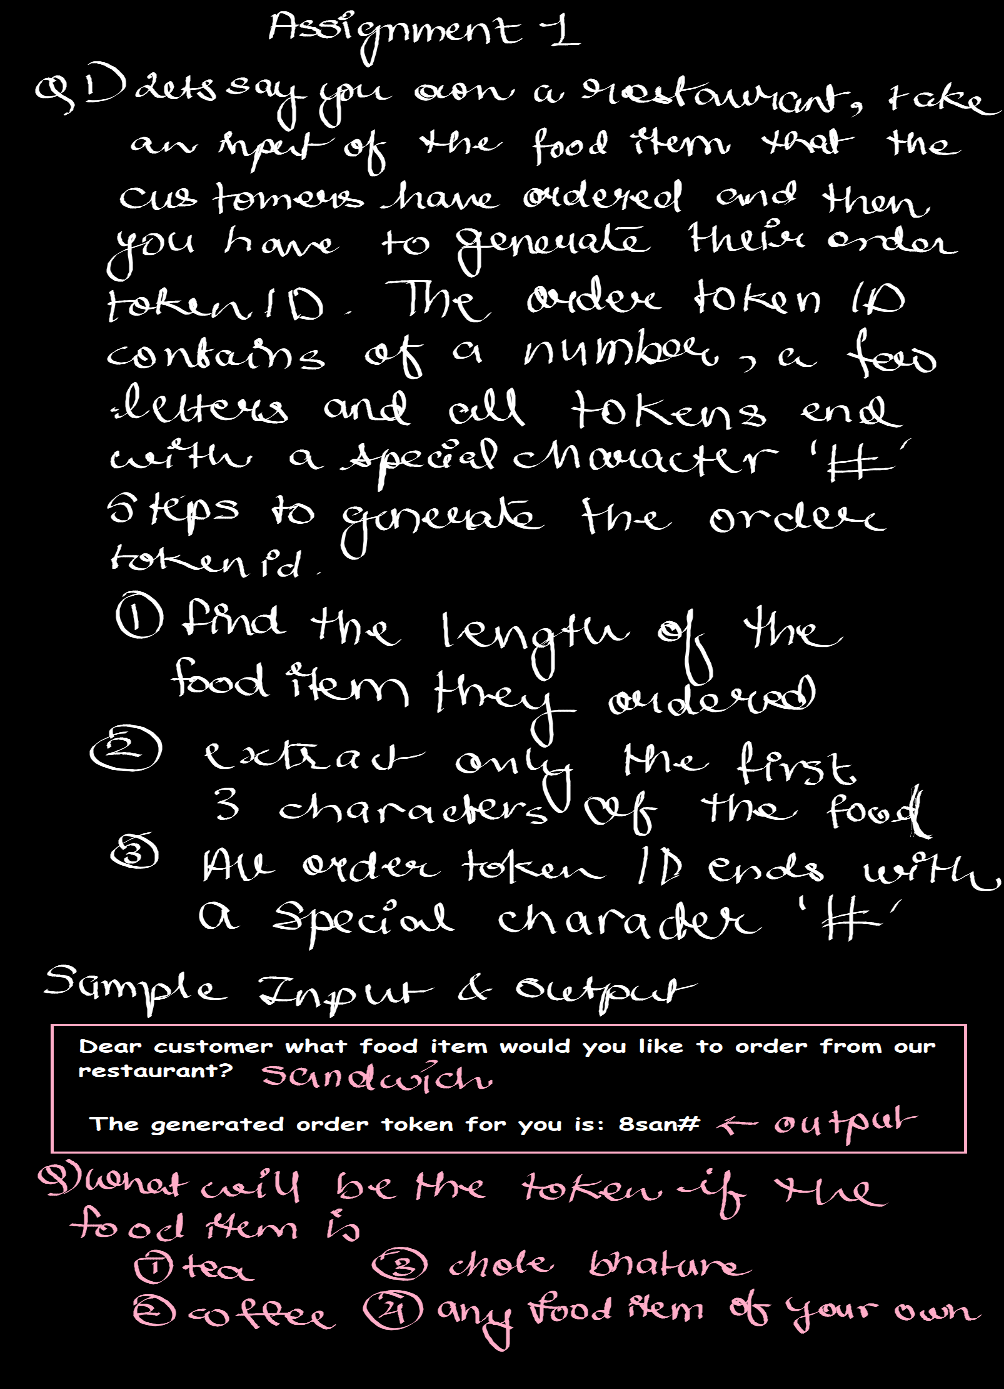 Assignment 1
Q1) Lets say you own a restaurant, take
an input of the food item that the
customers have ordered and then
you have to generate their order
token ID. The order token ID
contains of a number, a few
letters and all tokens end
with a special character '#'
Steps to generate the order
token id.
① find the length of the
food item they ordered
② extract only the first
3 characters of the food
③ All order token ID ends with
a special character '#'
Sample Input & Output
Dear customer what food item would you like to order from our
restaurant? sandwich
The generated order token for you is: 8san# ← output
Q) what will be the token if the
food item is
① tea ③ chole bhature
② coffee ④ any food item of your own